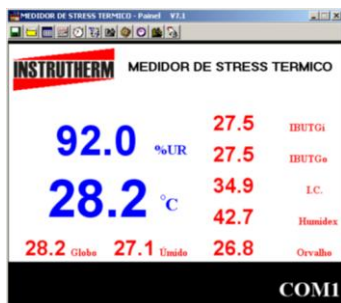 MEDIDOR DE STRESS TERMICO - Painel V7.1
INSTRUTHERM MEDIDOR DE STRESS TERMICO
92.0 %UR
28.2 °C
27.5 IBUTGi
27.5 IBUTGo
34.9 I.C.
42.7 Humidex
28.2 Globo 27.1 Úmido 26.8 Orvalho
COM1